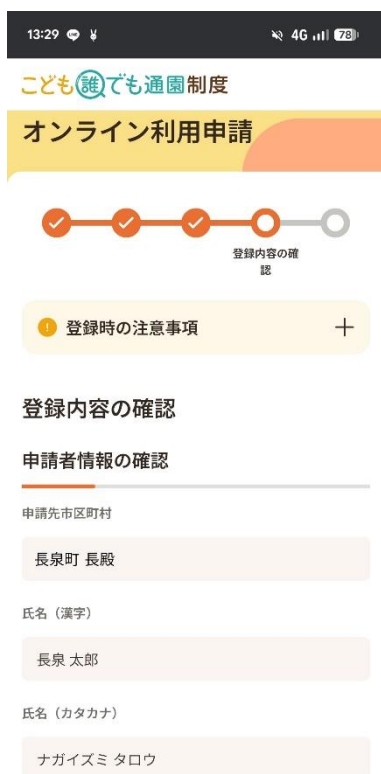 13:29 4G 78
こども誰でも通園制度
オンライン利用申請
登録内容の確
認
! 登録時の注意事項 +
登録内容の確認
申請者情報の確認
申請先市区町村
長泉町 長殿
氏名（漢字）
長泉 太郎
氏名（カタカナ）
ナガイズミ タロウ